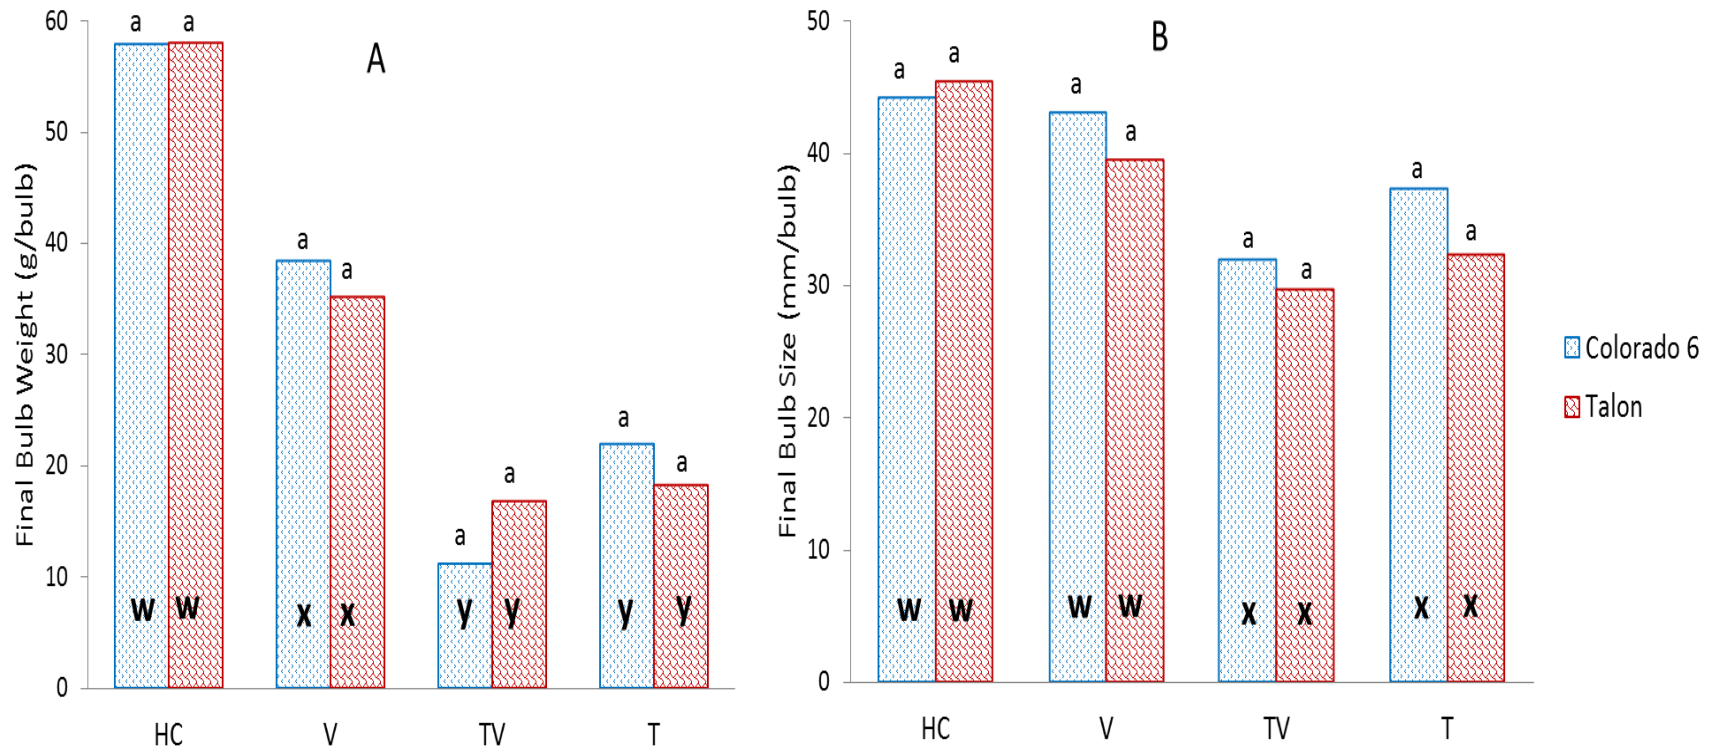 A
Final Bulb Weight (g/bulb)
60
50
40
30
20
10
0
a a
a a
a a
a a
w w
x x
y y
y y
HC V TV T
B
Final Bulb Size (mm/bulb)
50
40
30
20
10
0
a a
a a
a a
a a
w w
w w
x x
x x
HC V TV T
Colorado 6
Talon